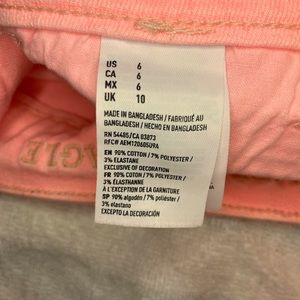 US 6
CA 6
MX 6
UK 10
MADE IN BANGLADESH / FABRIQUÉ AU
BANGLADESH / HECHO EN BANGLADESH
RN 54485/CA 03073
RFC# AEM1206085U9A
EN 90% COTTON / 7% POLYESTER /
3% ELASTANE
EXCLUSIVE OF DECORATION
FR 90% COTON / 7% POLYESTER /
3% ÉLASTHANNE
À L'EXCEPTION DE LA GARNITURE
SP 90% algodón / 7% poliéster /
3% elastano
EXCEPTO LA DECORACIÓN